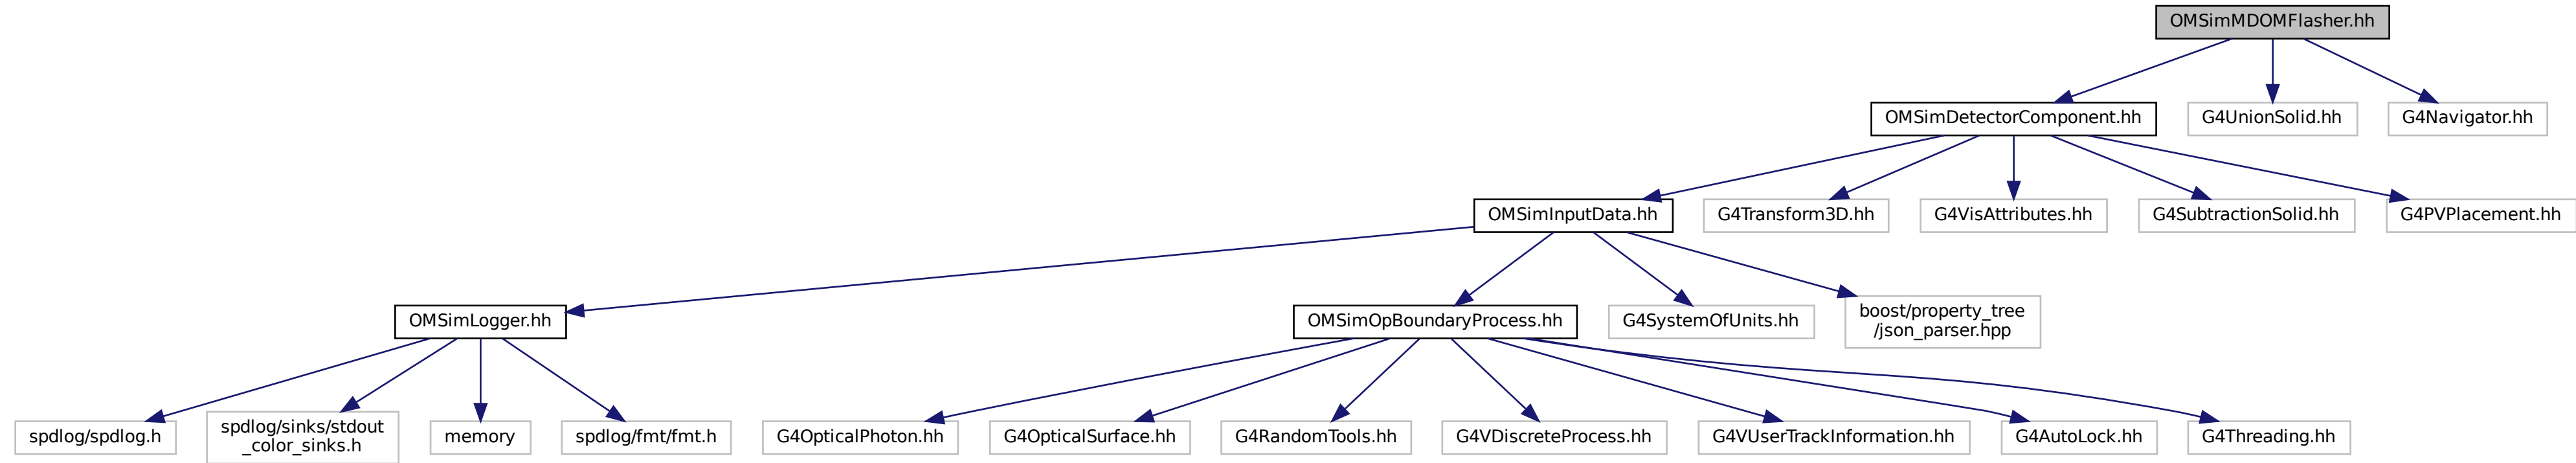 OMSimMDOMFlasher.hh
OMSimDetectorComponent.hh
G4UnionSolid.hh
G4Navigator.hh
OMSimInputData.hh
G4Transform3D.hh
G4VisAttributes.hh
G4SubtractionSolid.hh
G4PVPlacement.hh
OMSimLogger.hh
OMSimOpBoundaryProcess.hh
G4SystemOfUnits.hh
boost/property_tree
/json_parser.hpp
spdlog/spdlog.h
spdlog/sinks/stdout
_color_sinks.h
memory
spdlog/fmt/fmt.h
G4OpticalPhoton.hh
G4OpticalSurface.hh
G4RandomTools.hh
G4VDiscreteProcess.hh
G4VUserTrackInformation.hh
G4AutoLock.hh
G4Threading.hh